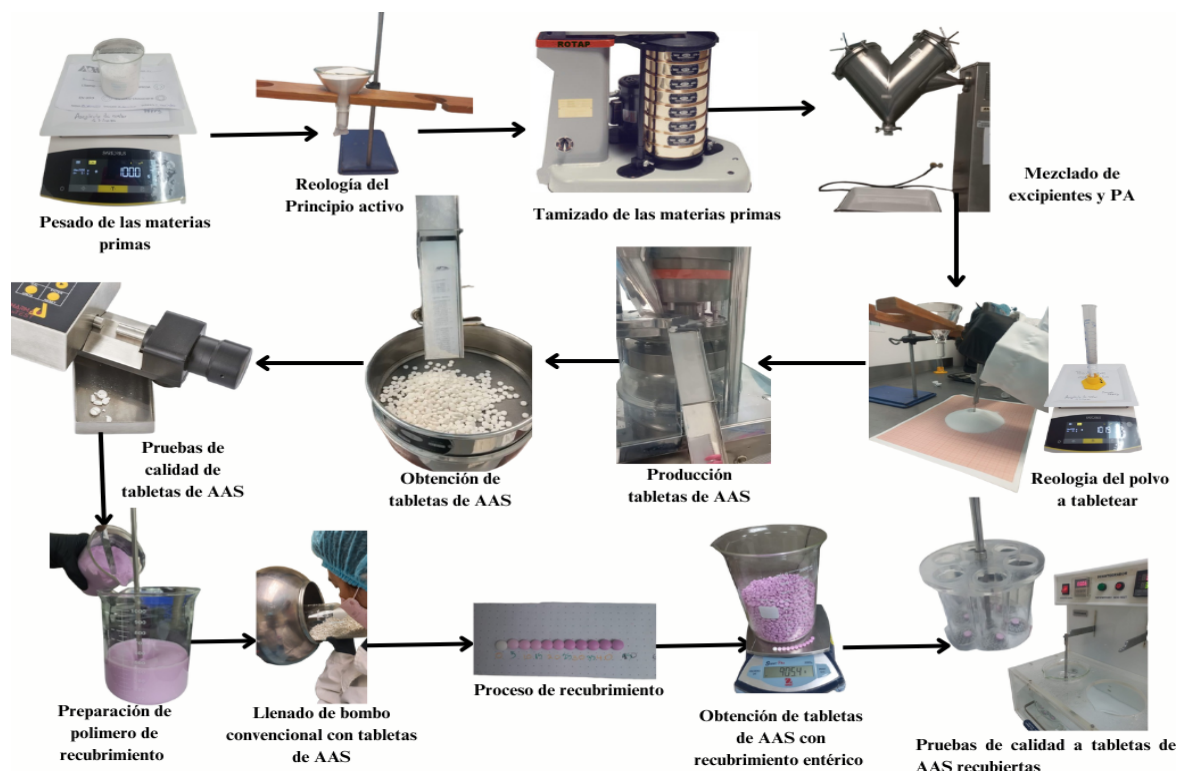 ROTAP
1000
Reología del
Principio activo
Mezclado de
excipientes y PA
Pesado de las materias
primas
Tamizado de las materias primas
Pruebas de
calidad de
tabletas de AAS
Obtención de
tabletas de AAS
Producción
tabletas de AAS
Reologia del polvo
a tabletear
Preparación de
polimero de
recubrimiento
Llenado de bombo
convencional con tabletas
de AAS
Proceso de recubrimiento
Obtención de tabletas
de AAS con
recubrimiento entérico
Pruebas de calidad a tabletas de
AAS recubiertas